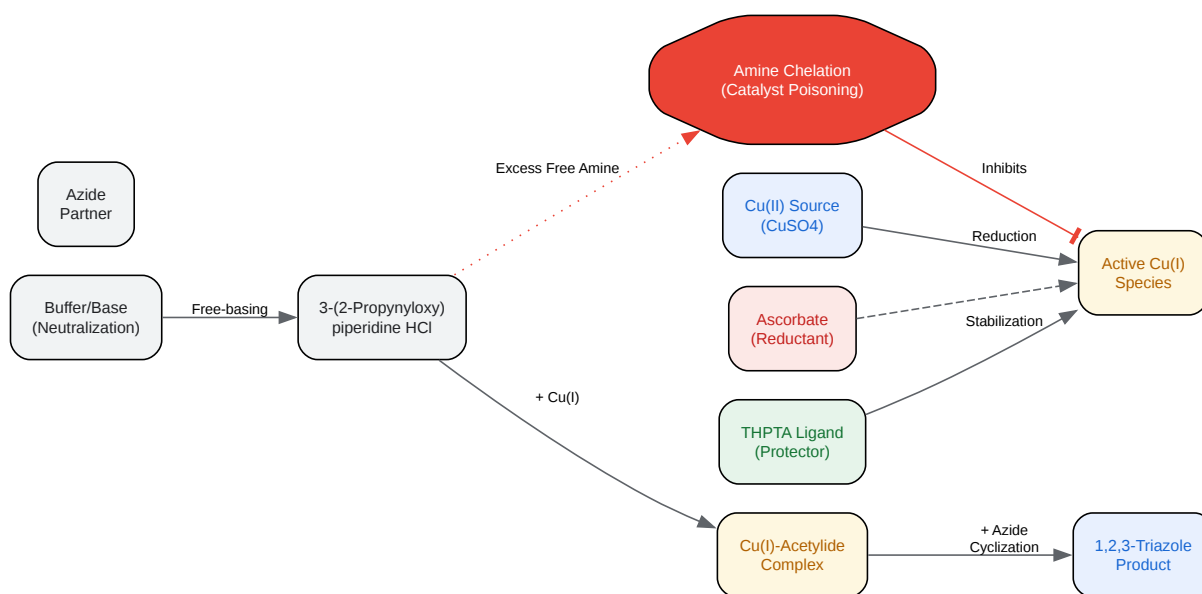 Amine Chelation
(Catalyst Poisoning)
Excess Free Amine
Inhibits
Azide
Partner
Cu(II) Source
(CuSO4)
Reduction
Active Cu(I)
Species
Buffer/Base
(Neutralization)
Free-basing
3-(2-Propynyloxy)
piperidine HCl
Ascorbate
(Reductant)
Stabilization
+ Cu(I)
THPTA Ligand
(Protector)
Cu(I)-Acetylide
Complex
+ Azide
Cyclization
1,2,3-Triazole
Product